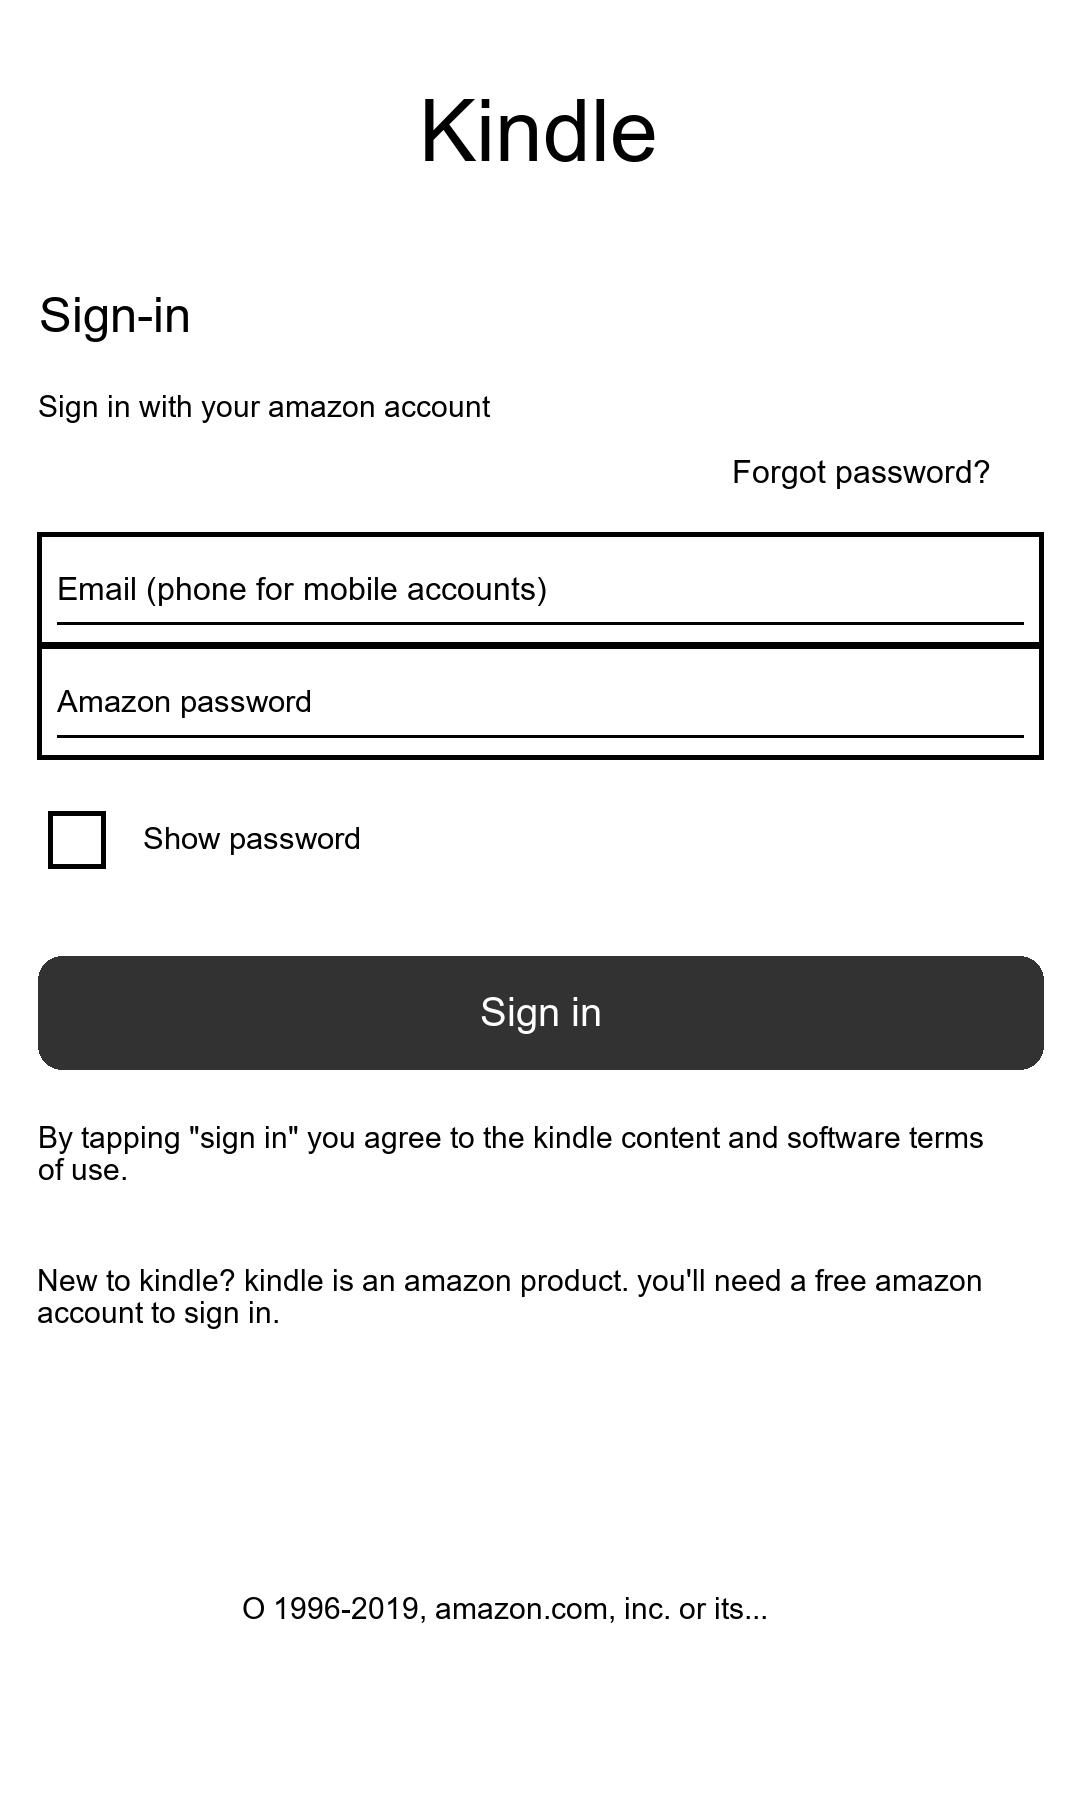 Kindle
Sign-in
Sign in with your amazon account
Forgot password?
Email (phone for mobile accounts)
Amazon password
Show password
Sign in
By tapping "sign in" you agree to the kindle content and software terms
of use.
New to kindle? kindle is an amazon product. you'll need a free amazon
account to sign in.
O 1996-2019, amazon.com, inc. or its...